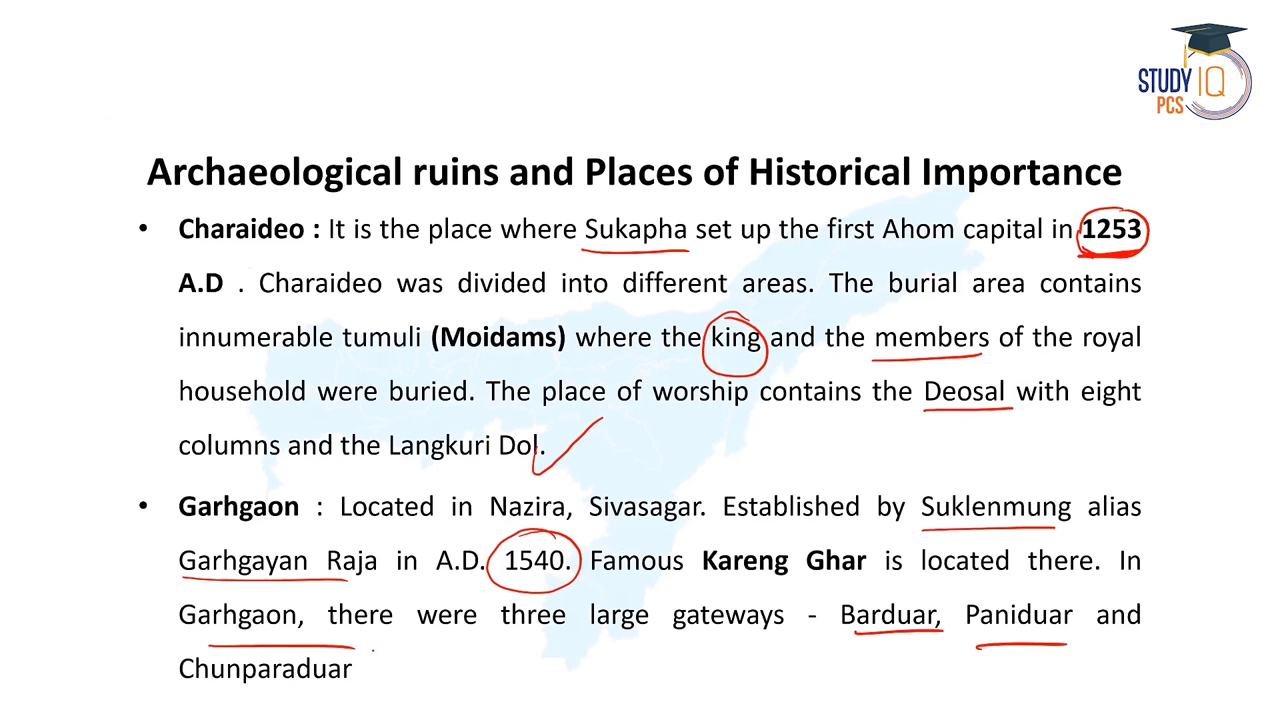 STUDY IQ
PCS
Archaeological ruins and Places of Historical Importance
• Charaideo : It is the place where Sukapha set up the first Ahom capital in 1253
A.D . Charaideo was divided into different areas. The burial area contains
innumerable tumuli (Moidams) where the king and the members of the royal
household were buried. The place of worship contains the Deosal with eight
columns and the Langkuri Dol.
• Garhgaon : Located in Nazira, Sivasagar. Established by Suklenmung alias
Garhgayan Raja in A.D. 1540. Famous Kareng Ghar is located there. In
Garhgaon, there were three large gateways - Barduar, Paniduar and
Chunparaduar